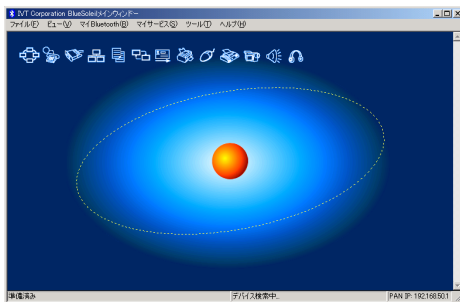 IVT Corporation BlueSoleilメインウィンドー
ファイル(F) ビュー(V) マイBluetooth(B) マイサービス(S) ツール(T) ヘルプ(H)
準備済み デバイス検索中... PAN IP: 192.168.50.1